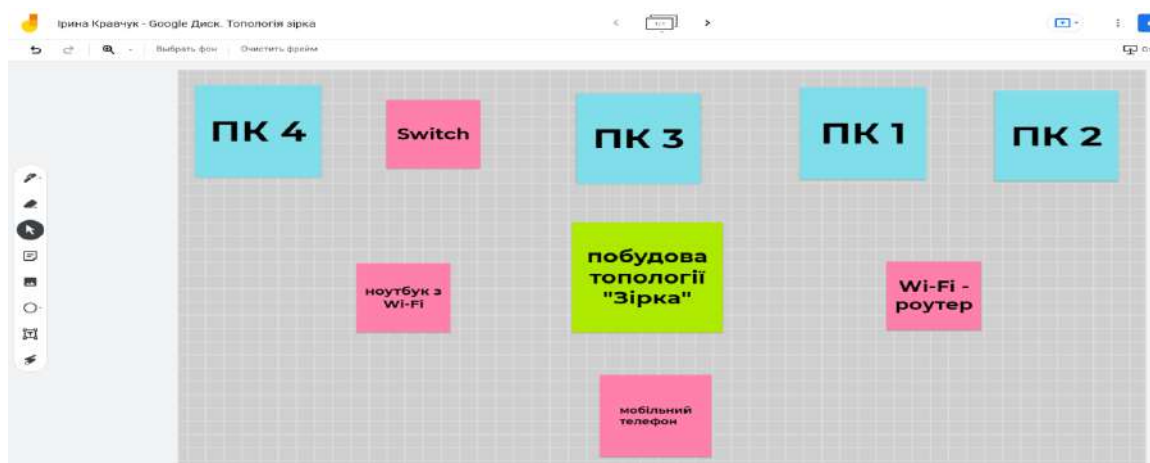 Ірина Кравчук - Google Диск. Топологія зірка
Выбрать фон
Очистить фрейм
ПК 4
Switch
ПК 3
ПК 1
ПК 2
ноутбук з
Wi-Fi
побудова
топології
"Зірка"
Wi-Fi -
роутер
мобільний
телефон